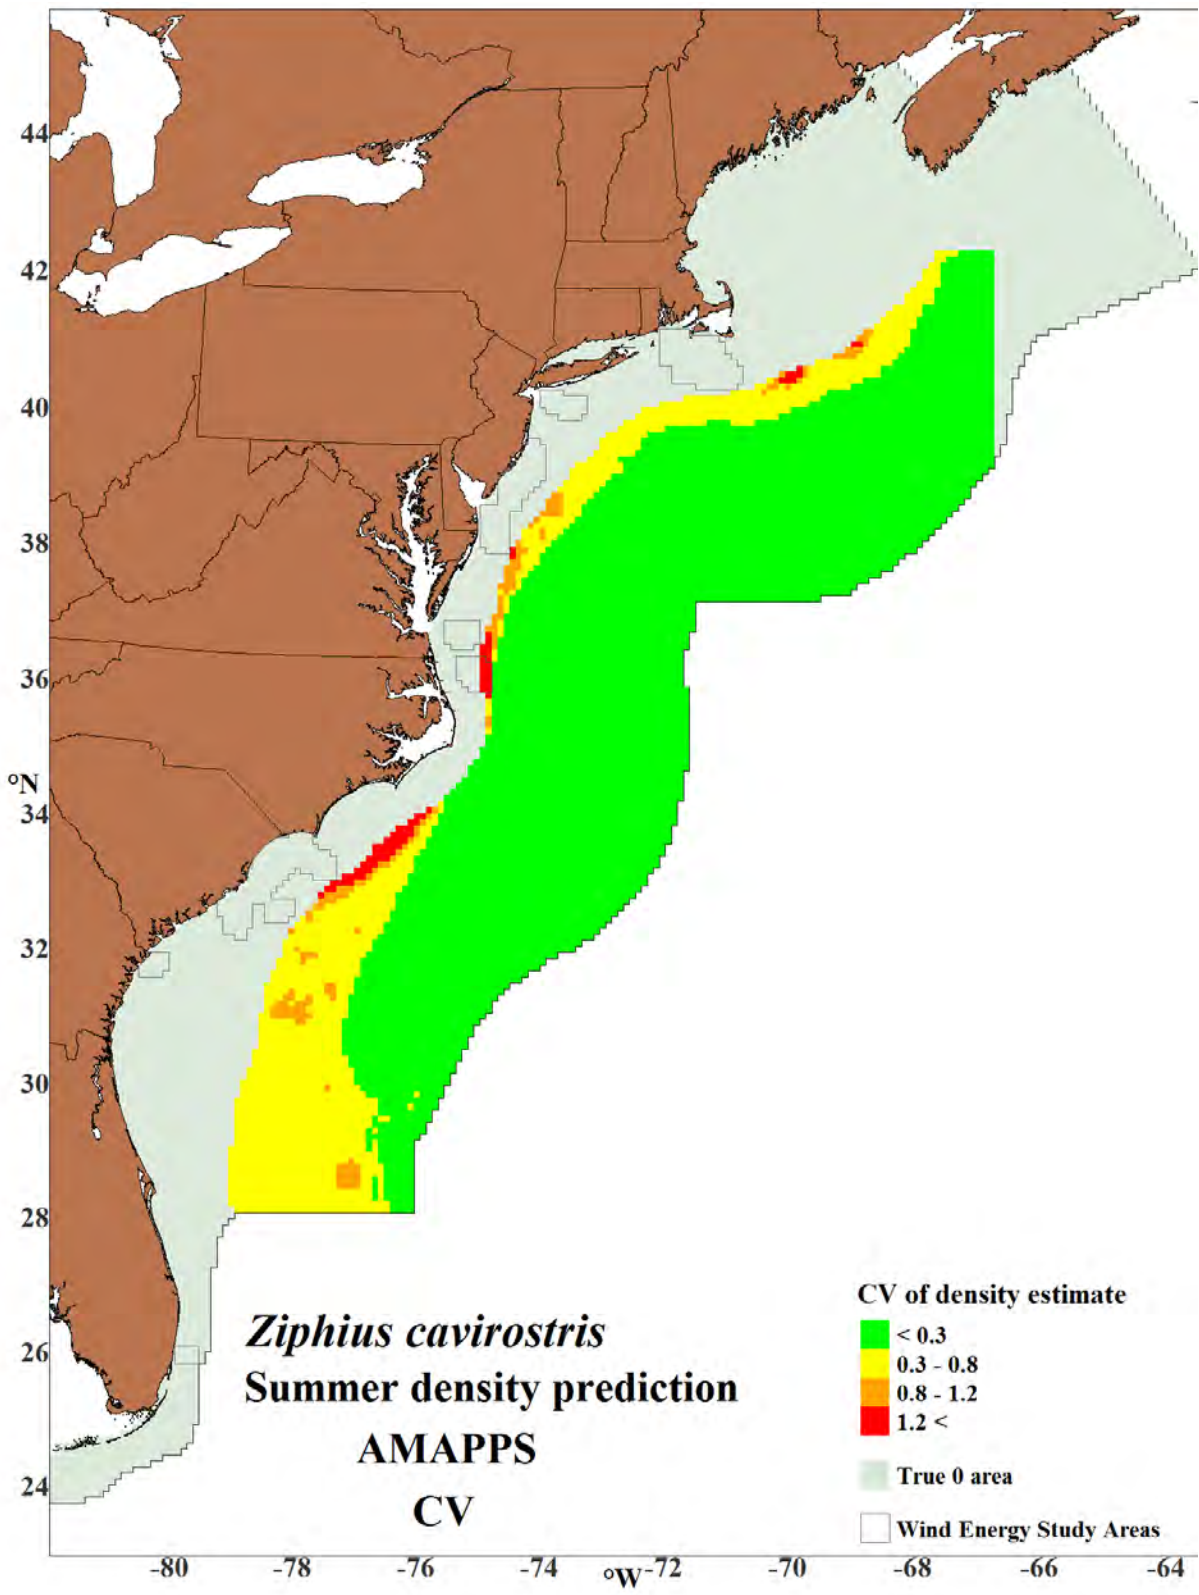 44
42
40
38
36
°N
34
32
30
28
26
24
Ziphius cavirostris
Summer density prediction
AMAPPS
CV
CV of density estimate
< 0.3
0.3 - 0.8
0.8 - 1.2
1.2 <
True 0 area
Wind Energy Study Areas
-80 -78 -76 -74 -72 -70 -68 -66 -64
°W